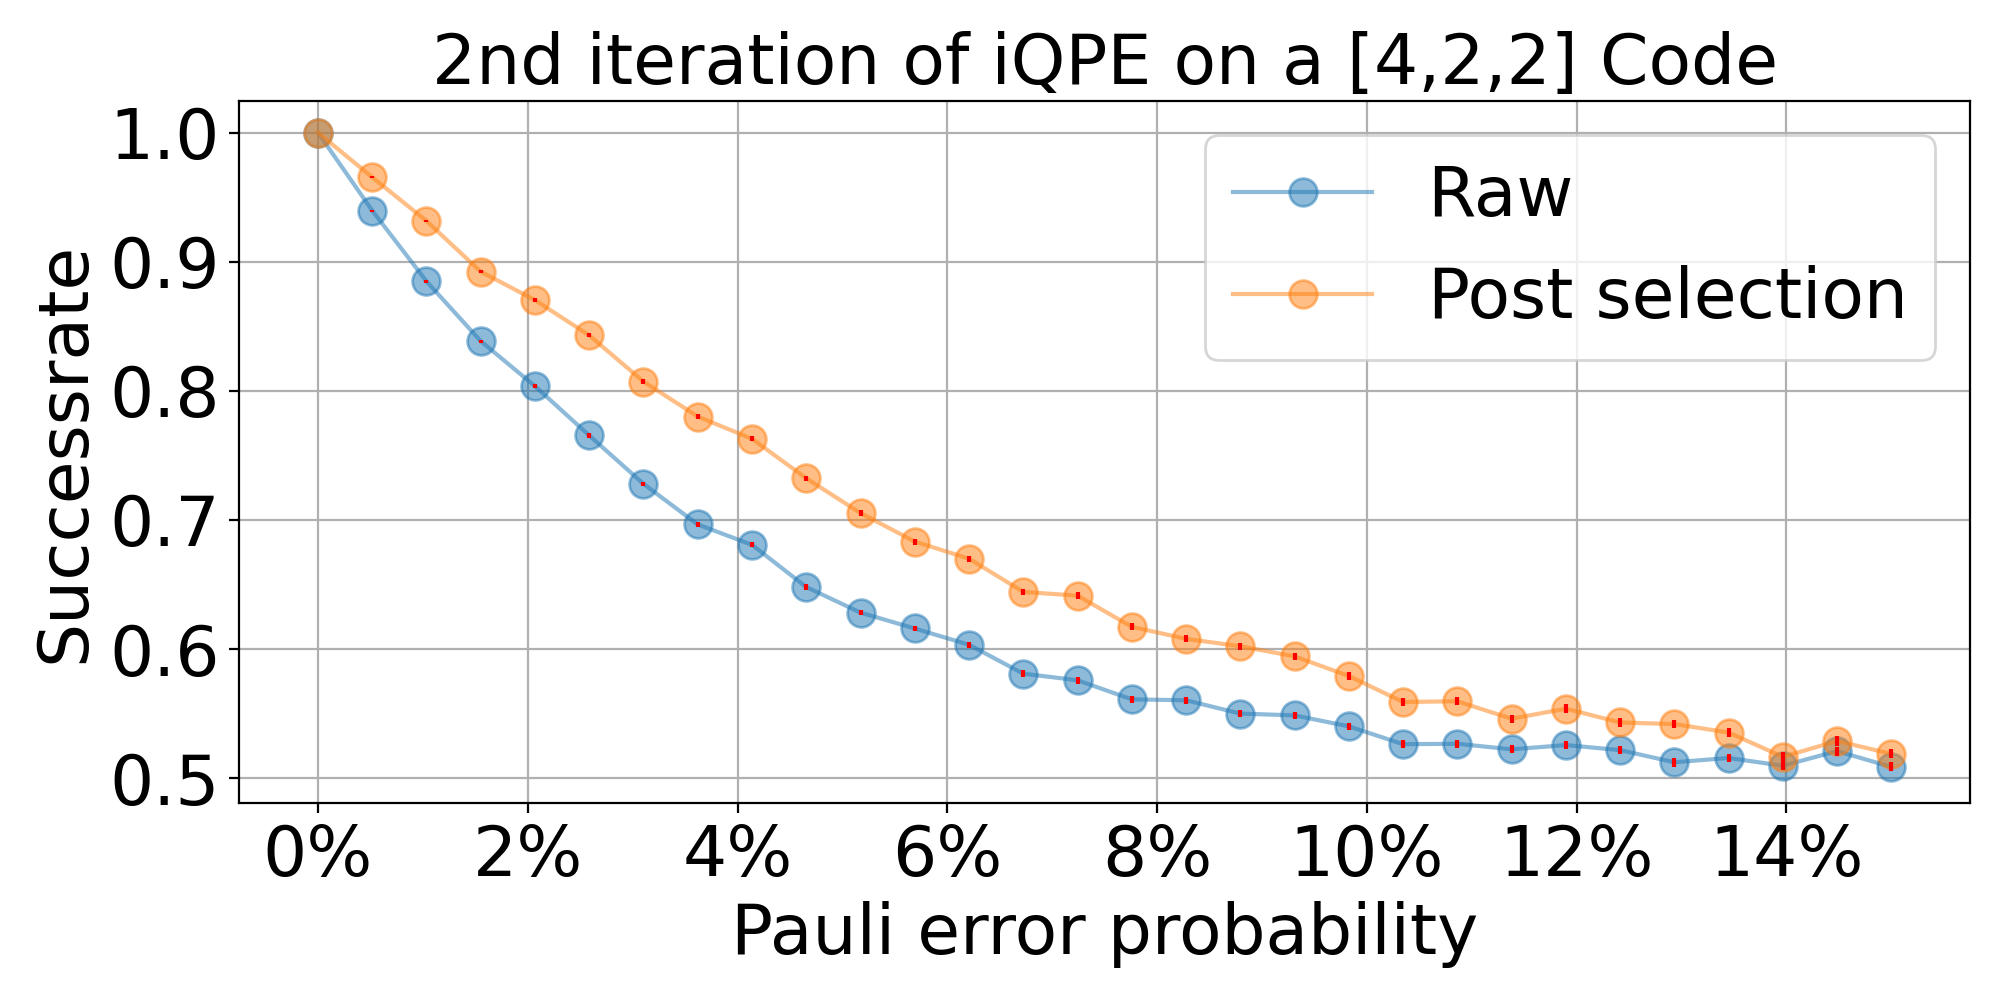 2nd iteration of iQPE on a [4,2,2] Code
1.0
0.9
0.8
0.7
0.6
0.5
Successrate
Raw
Post selection
0% 2% 4% 6% 8% 10% 12% 14%
Pauli error probability